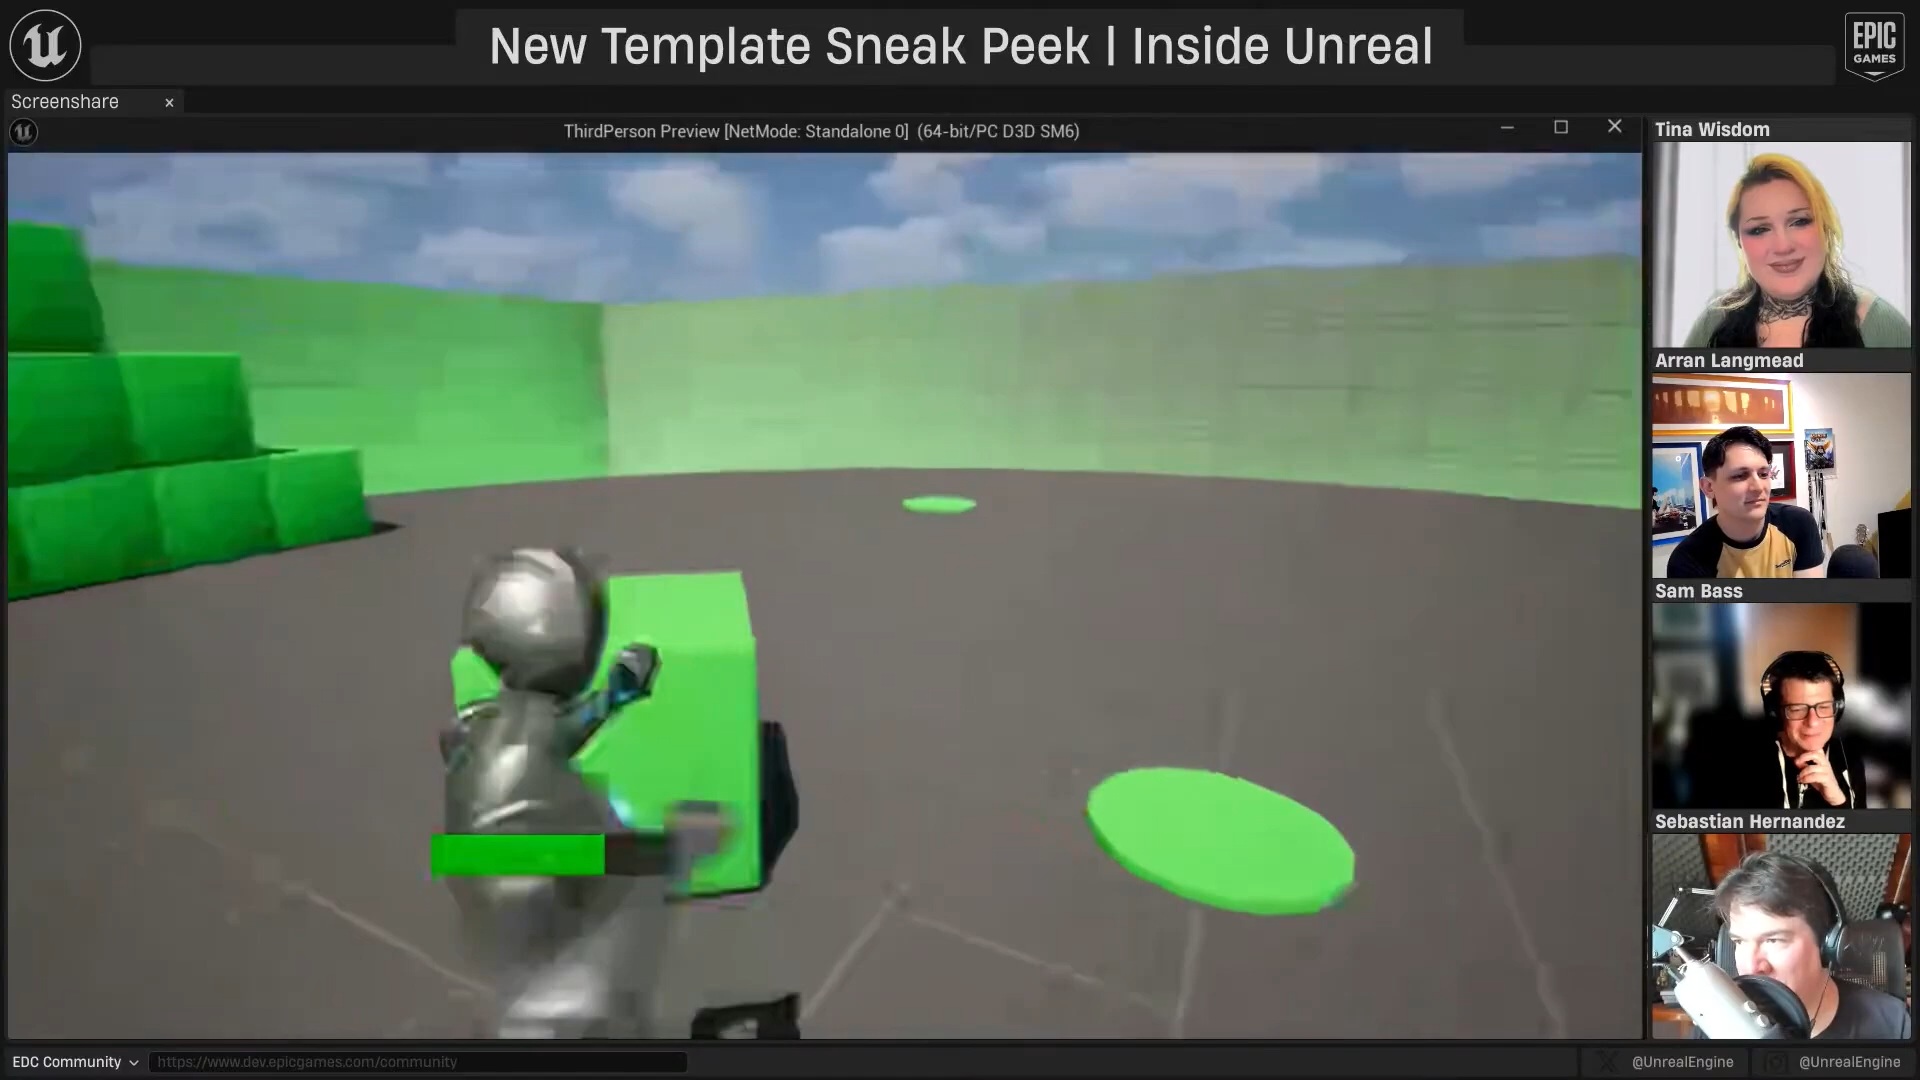 New Template Sneak Peek | Inside Unreal
EPIC
GAMES
Screenshare
ThirdPerson Preview [NetMode: Standalone 0] (64-bit/PC D3D SM6)
Tina Wisdom
Arran Langmead
Sam Bass
Sebastian Hernandez
EDC Community
https://www.dev.epicgames.com/community
@UnrealEngine
@UnrealEngine